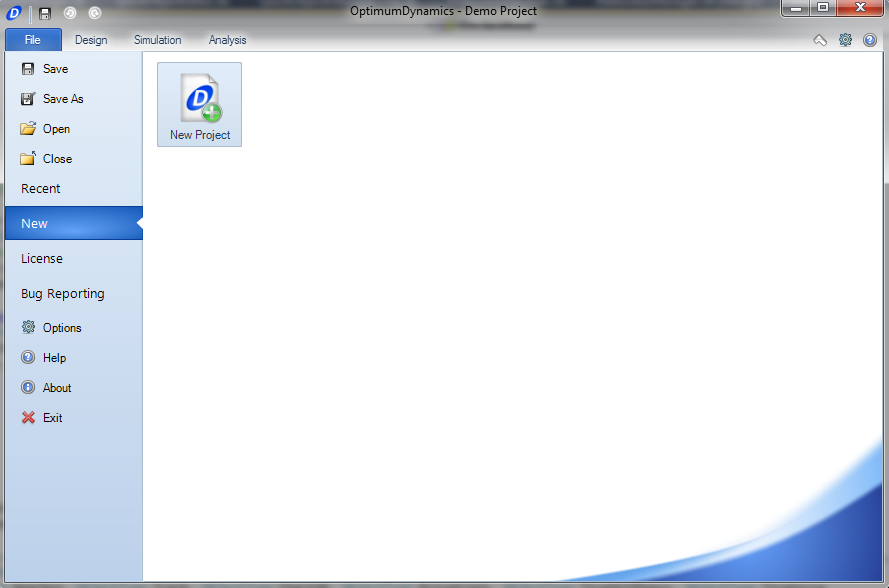 OptimumDynamics - Demo Project
File Design Simulation Analysis
Save
Save As
Open
Close
Recent
New
License
Bug Reporting
Options
Help
About
Exit
New Project